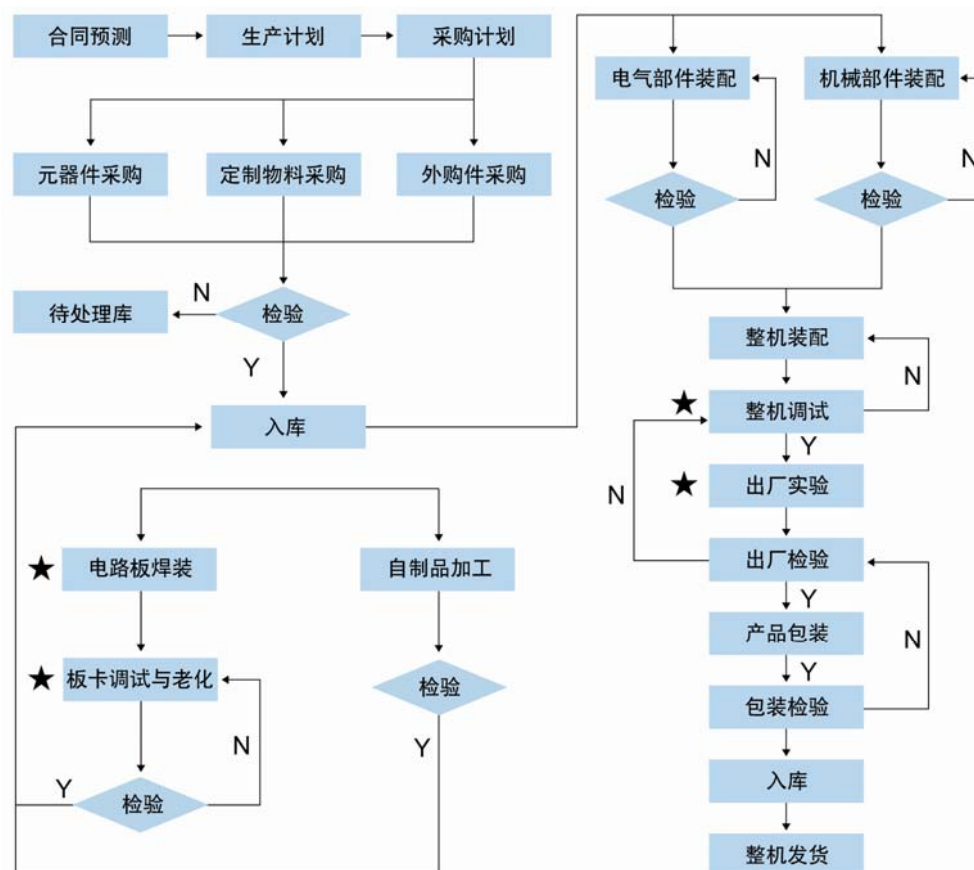 合同预测
生产计划
采购计划
元器件采购
定制物料采购
外购件采购
待处理库
N
检验
Y
入库
电路板焊装
自制品加工
板卡调试与老化
检验
N
Y
Y
检验
电气部件装配
机械部件装配
N
N
检验
检验
整机装配
N
整机调试
Y
N
出厂实验
出厂检验
Y
产品包装
N
Y
包装检验
入库
整机发货